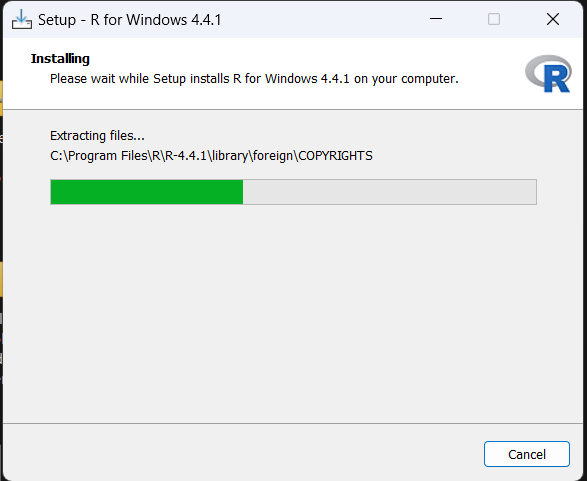 Setup - R for Windows 4.4.1
Installing
Please wait while Setup installs R for Windows 4.4.1 on your computer.
R
Extracting files...
C:\Program Files\R\R-4.4.1\library\foreign\COPYRIGHTS
Cancel